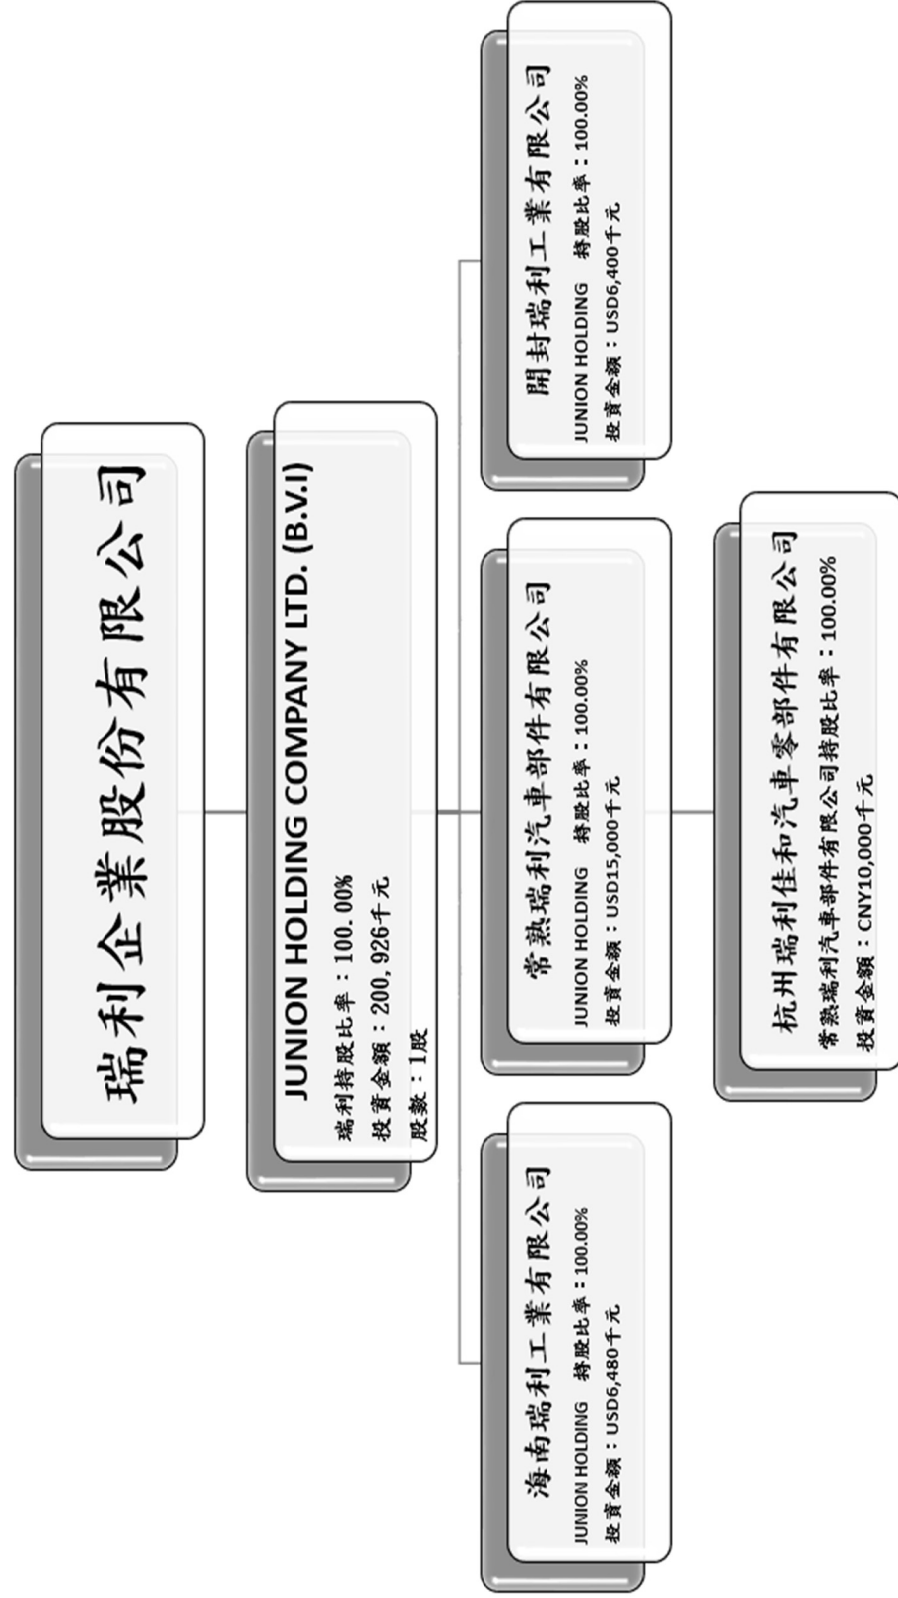 瑞利企業股份有限公司
JUNION HOLDING COMPANY LTD. (B.V.I)
瑞利持股比率：100.00%
投資金額：200,926千元
股數：1股
海南瑞利工業有限公司
JUNION HOLDING 持股比率：100.00%
投資金額：USD6,480千元
常熟瑞利汽車部件有限公司
JUNION HOLDING 持股比率：100.00%
投資金額：USD15,000千元
開封瑞利工業有限公司
JUNION HOLDING 持股比率：100.00%
投資金額：USD6,400千元
杭州瑞利佳和汽車零部件有限公司
常熟瑞利汽車部件有限公司持股比率：100.00%
投資金額：CNY10,000千元